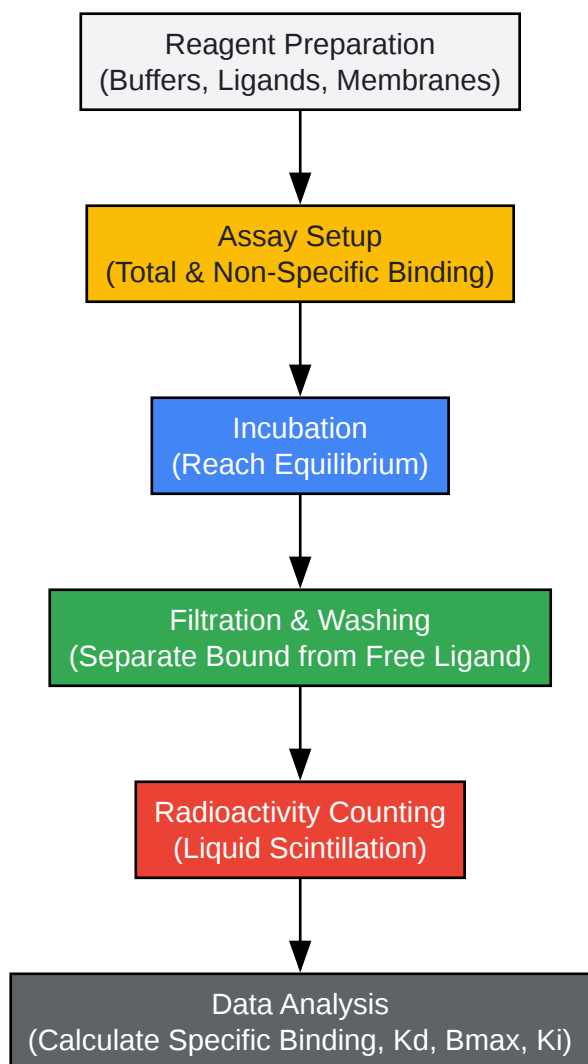 Reagent Preparation
(Buffers, Ligands, Membranes)
Assay Setup
(Total & Non-Specific Binding)
Incubation
(Reach Equilibrium)
Filtration & Washing
(Separate Bound from Free Ligand)
Radioactivity Counting
(Liquid Scintillation)
Data Analysis
(Calculate Specific Binding, Kd, Bmax, Ki)